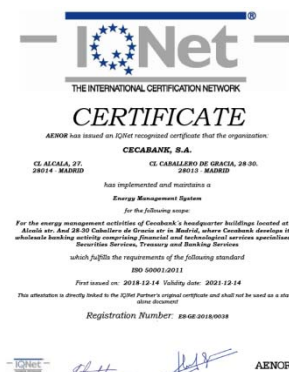 IQNet
®
THE INTERNATIONAL CERTIFICATION NETWORK
CERTIFICATE
AENOR has issued an IQNet recognized certificate that the organization:
CECABANK, S.A.
CL ALCALA, 27.
28014 - MADRID
CL CABALLERO DE GRACIA, 28-30.
28013 - MADRID
has implemented and maintains a
Energy Management System
for the following scope:
For the energy management activities of Cecabank's headquarter buildings located at
Alcalá str. And 28-30 Caballero de Gracia str in Madrid, where Cecabank develops it
wholesale banking activity comprising financial and technological services specialised
Securities Services, Treasury and Banking Services
which fulfills the requirements of the following standard
ISO 50001:2011
First issued on: 2018-12-14 Validity date: 2021-12-14
This attestation is directly linked to the IQNet Partner's original certificate and shall not be used as a stand
alone document
Registration Number: ES-GE-2018/0038
IQNet
AENOR